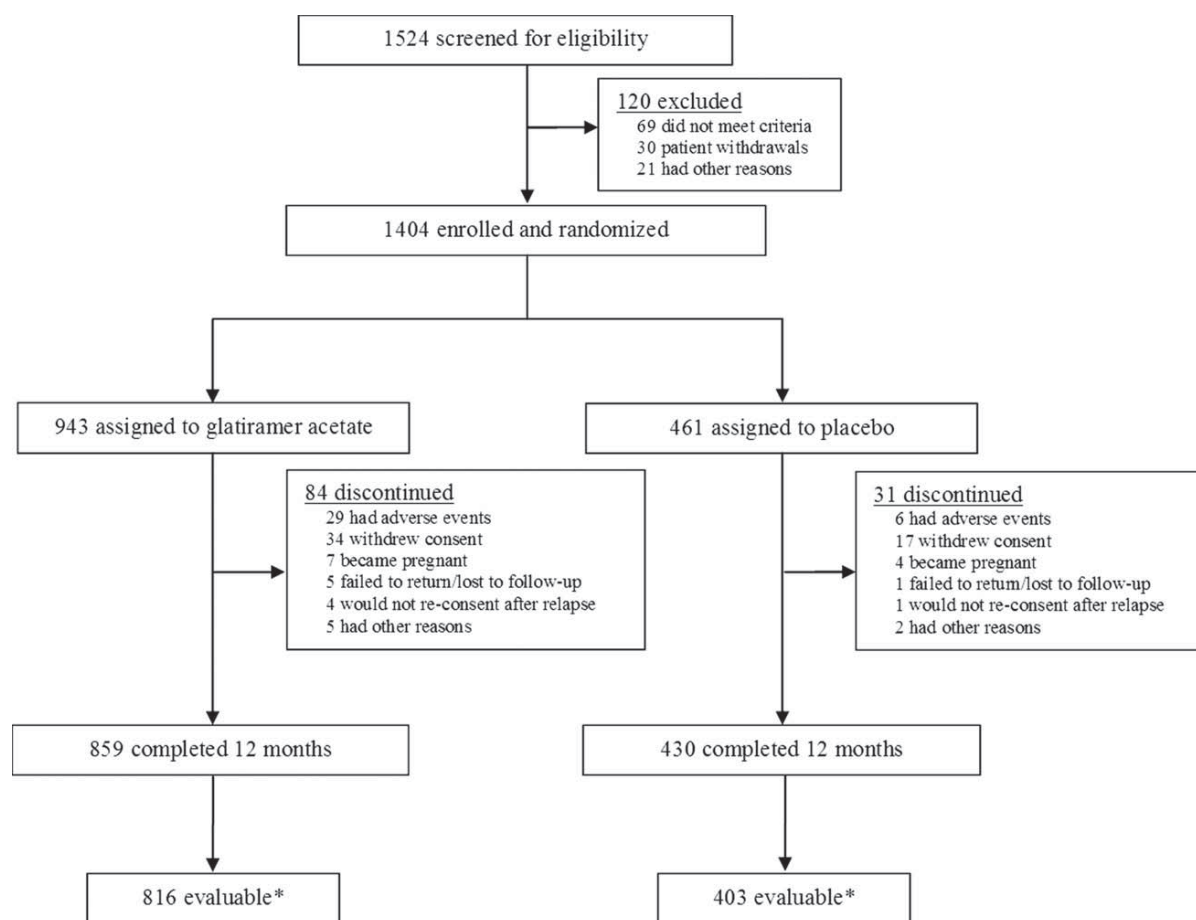 1524 screened for eligibility
120 excluded
69 did not meet criteria
30 patient withdrawals
21 had other reasons
1404 enrolled and randomized
943 assigned to glatiramer acetate
461 assigned to placebo
84 discontinued
29 had adverse events
34 withdrew consent
7 became pregnant
5 failed to return/lost to follow-up
4 would not re-consent after relapse
5 had other reasons
31 discontinued
6 had adverse events
17 withdrew consent
4 became pregnant
1 failed to return/lost to follow-up
1 would not re-consent after relapse
2 had other reasons
859 completed 12 months
430 completed 12 months
816 evaluable*
403 evaluable*